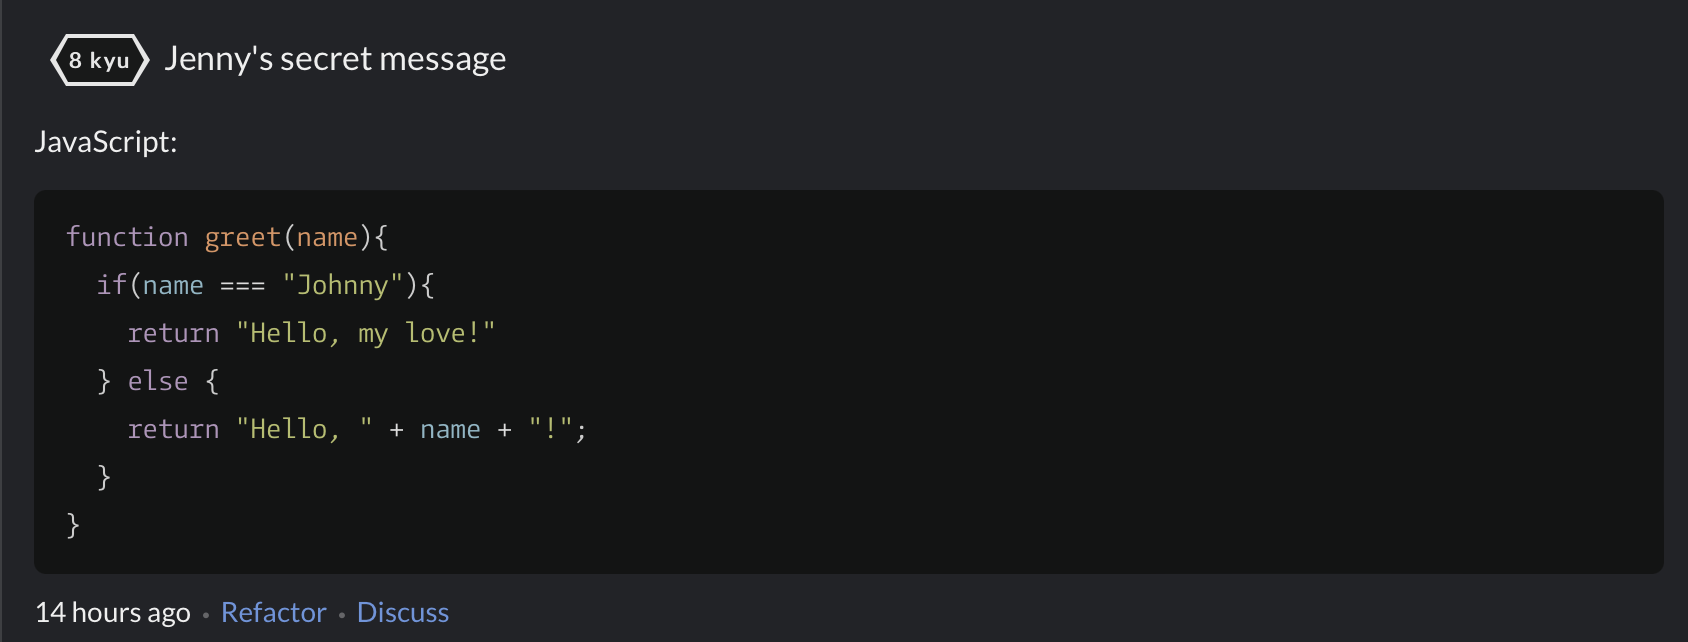 8 kyu Jenny's secret message
JavaScript:
function greet(name){
  if(name === "Johnny"){
    return "Hello, my love!"
  } else {
    return "Hello, " + name + "!";
  }
}
14 hours ago • Refactor • Discuss